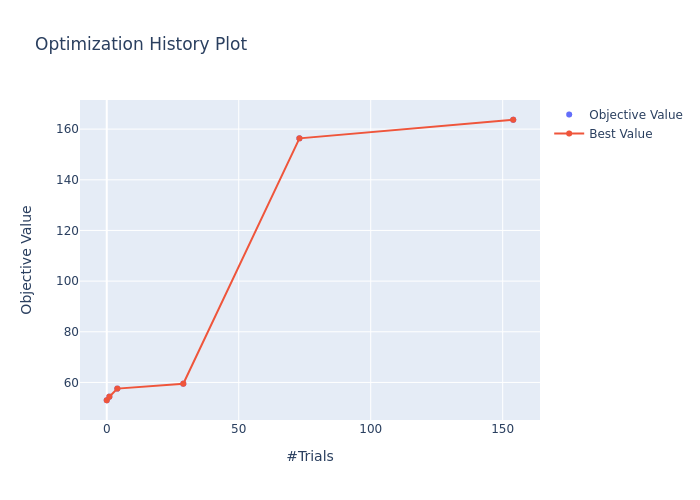 Optimization History Plot
Objective Value
Best Value
160
140
120
100
80
60
Objective Value
0
50
100
150
#Trials